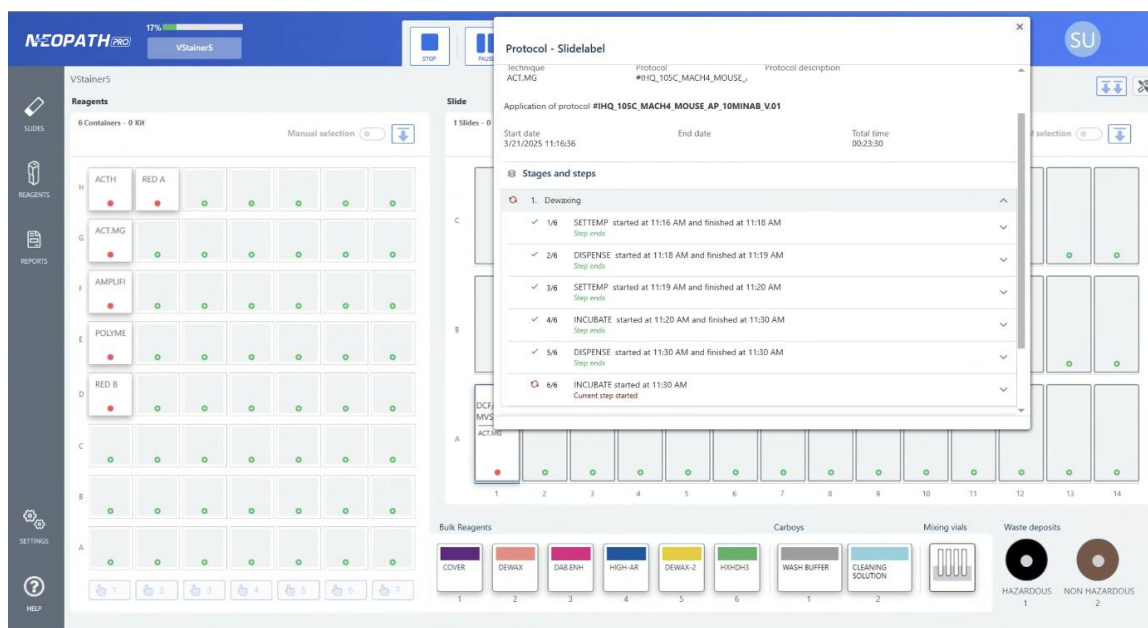 NEOPATH PRO
17%
VStainer5
STOP
PAUSE
SU
SLIDES
REAGENTS
REPORTS
SETTINGS
HELP
VStainer5
Reagents
6 Containers - 0 Kit
Manual selection
H
ACTH
RED A
G
ACT.MG
F
AMPLIFI
E
POLYME
D
RED B
C
B
A
1 2 3 4 5 6 7
Slide
1 Slides - 0
selection
C
B
A
DCF/
MVS
ACT.MG
1 2 3 4 5 6 7 8 9 10 11 12 13 14
Protocol - Slidelabel
Technique Protocol Protocol description
ACT.MG #IHQ_105C_MACH4_MOUSE_
Application of protocol #IHQ_105C_MACH4_MOUSE_AP_10MINAB_V.01
Start date End date Total time
3/21/2025 11:16:36 00:23:30
Stages and steps
1. Dewaxing
1/6 SETTEMP started at 11:16 AM and finished at 11:18 AM
Step ends
2/6 DISPENSE started at 11:18 AM and finished at 11:19 AM
Step ends
3/6 SETTEMP started at 11:19 AM and finished at 11:20 AM
Step ends
4/6 INCUBATE started at 11:20 AM and finished at 11:30 AM
Step ends
5/6 DISPENSE started at 11:30 AM and finished at 11:30 AM
Step ends
6/6 INCUBATE started at 11:30 AM
Current step started
Bulk Reagents
COVER
DEWAX
DAB.ENH
HIGH-AR
DEWAX-2
HXHDH3
1 2 3 4 5 6
Carboys
WASH BUFFER
CLEANING
SOLUTION
1 2
Mixing vials
Waste deposits
HAZARDOUS
1
NON HAZARDOUS
2